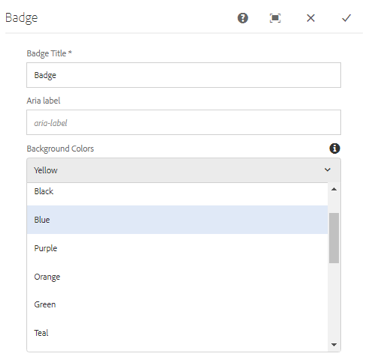 Badge
Badge Title *
Badge
Aria label
aria-label
Background Colors
Yellow
Black
Blue
Purple
Orange
Green
Teal